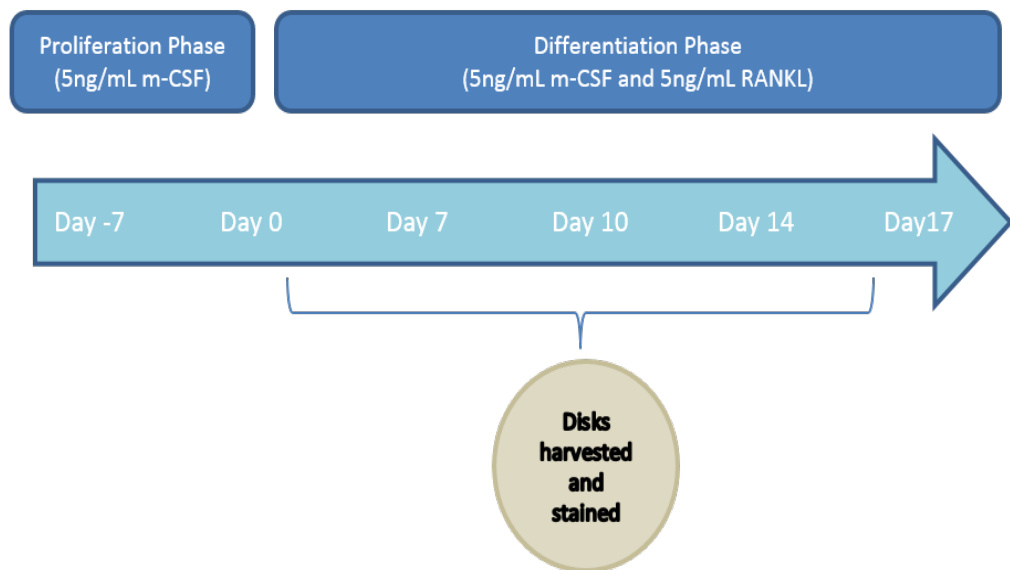 Proliferation Phase
(5ng/mL m-CSF)
Differentiation Phase
(5ng/mL m-CSF and 5ng/mL RANKL)
Day -7 Day 0 Day 7 Day 10 Day 14 Day17
Disks
harvested
and
stained